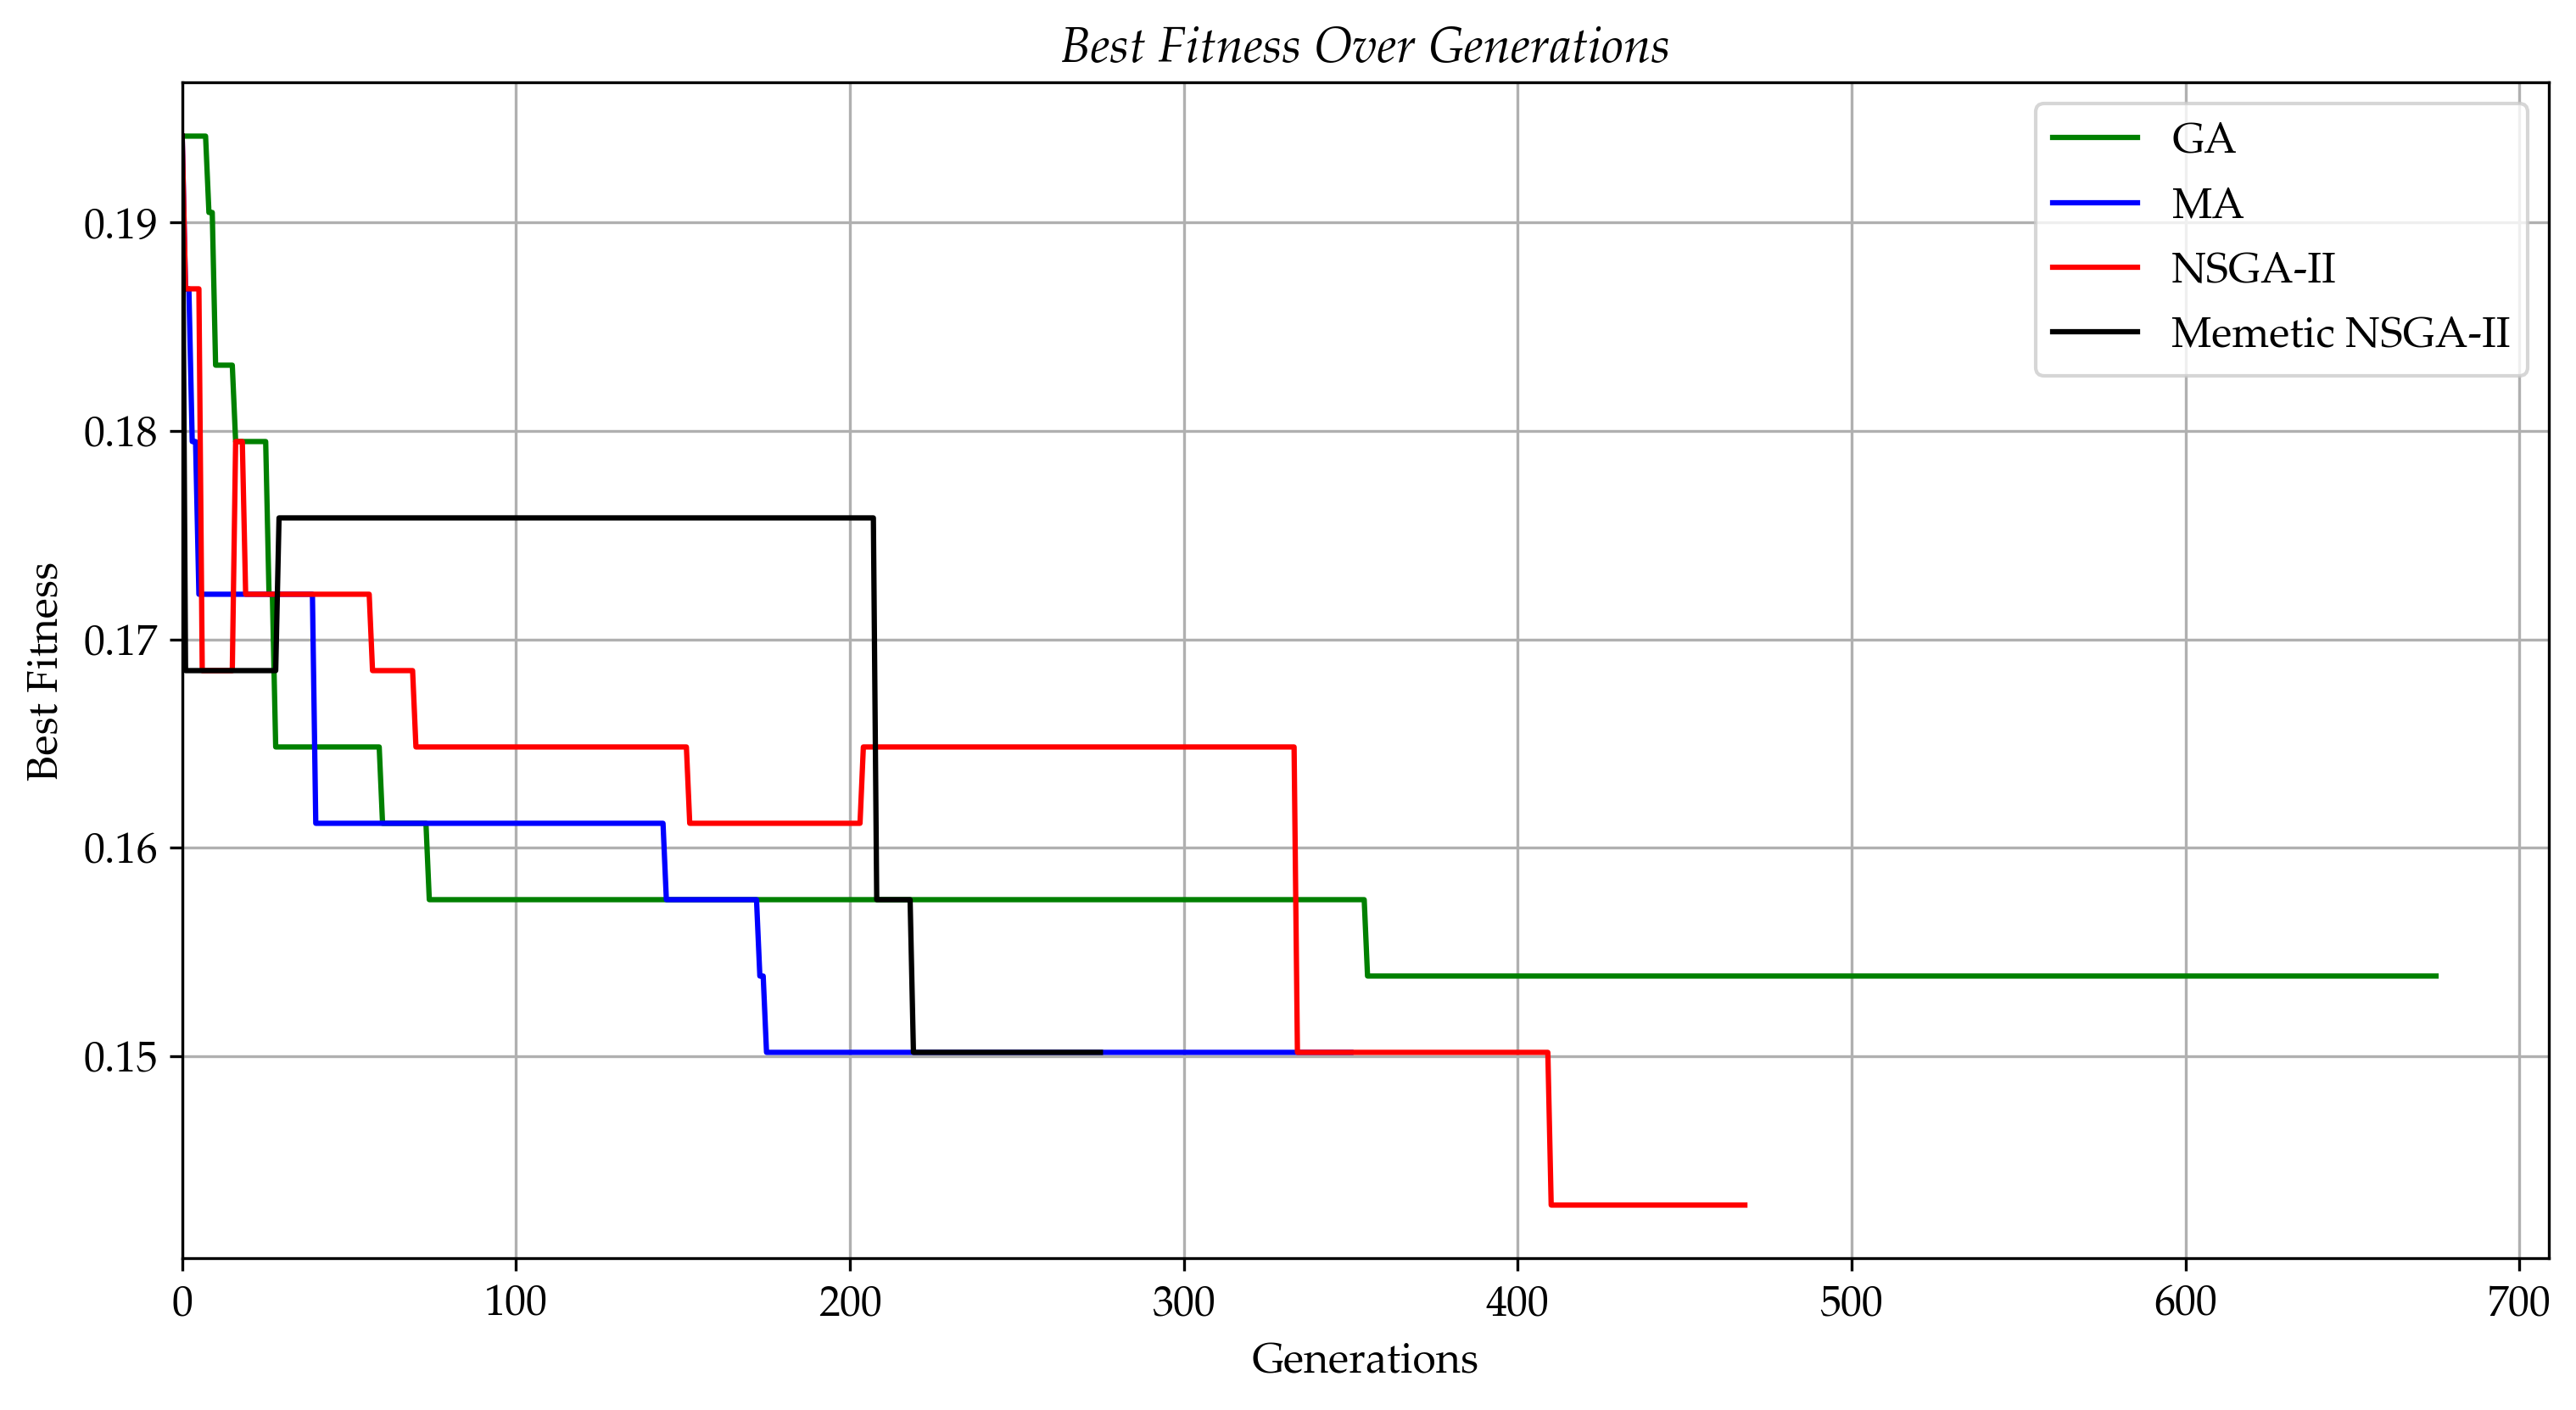 Best Fitness Over Generations
GA
MA
NSGA-II
Memetic NSGA-II
Best Fitness
0.19
0.18
0.17
0.16
0.15
0 100 200 300 400 500 600 700
Generations